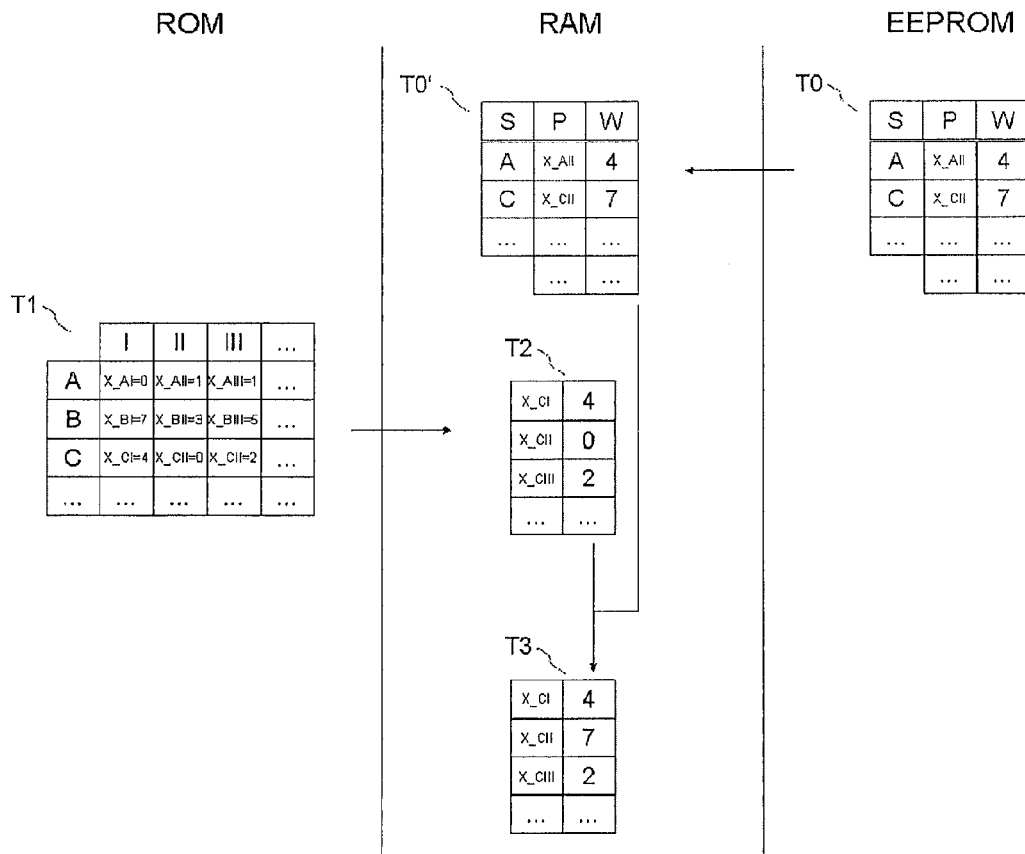 ROM
RAM
EEPROM
T0'
S P W
A X_AII 4
C X_CII 7
... ... ...
... ...
T0
S P W
A X_AII 4
C X_CII 7
... ... ...
... ...
T1
I II III ...
A X_AI=0 X_AII=1 X_AIII=1 ...
B X_BI=7 X_BII=3 X_BIII=5 ...
C X_CI=4 X_CII=0 X_CII=2 ...
... ... ... ... ...
T2
X_CI 4
X_CII 0
X_CIII 2
... ...
T3
X_CI 4
X_CII 7
X_CIII 2
... ...